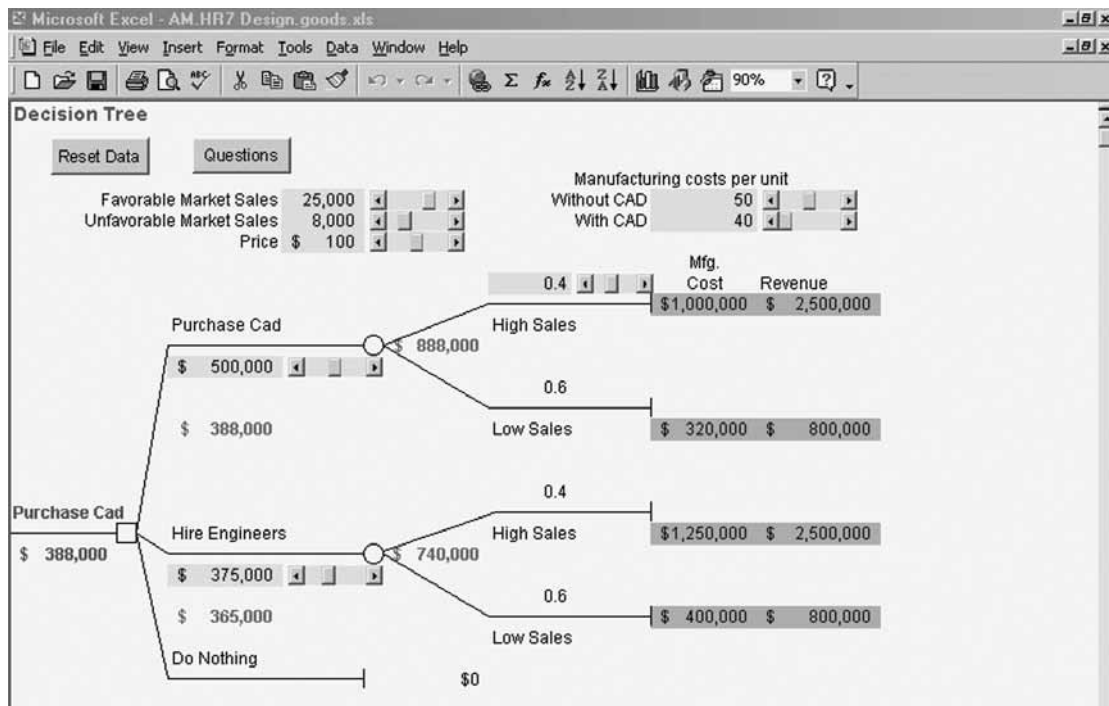 Microsoft Excel - AM.HR7 Design.goods.xls
File Edit View Insert Format Tools Data Window Help
ABC Σ fx A Z Z A 90% ?
Decision Tree
Reset Data Questions
Manufacturing costs per unit
Favorable Market Sales 25,000 Without CAD 50
Unfavorable Market Sales 8,000 With CAD 40
Price $ 100
Mfg.
0.4 Cost Revenue
$1,000,000 $ 2,500,000
Purchase Cad High Sales
$ 888,000
$ 500,000
0.6
$ 388,000 Low Sales $ 320,000 $ 800,000
0.4
Purchase Cad
Hire Engineers High Sales $1,250,000 $ 2,500,000
$ 388,000 $ 740,000
$ 375,000
0.6
$ 365,000 $ 400,000 $ 800,000
Low Sales
Do Nothing
$0